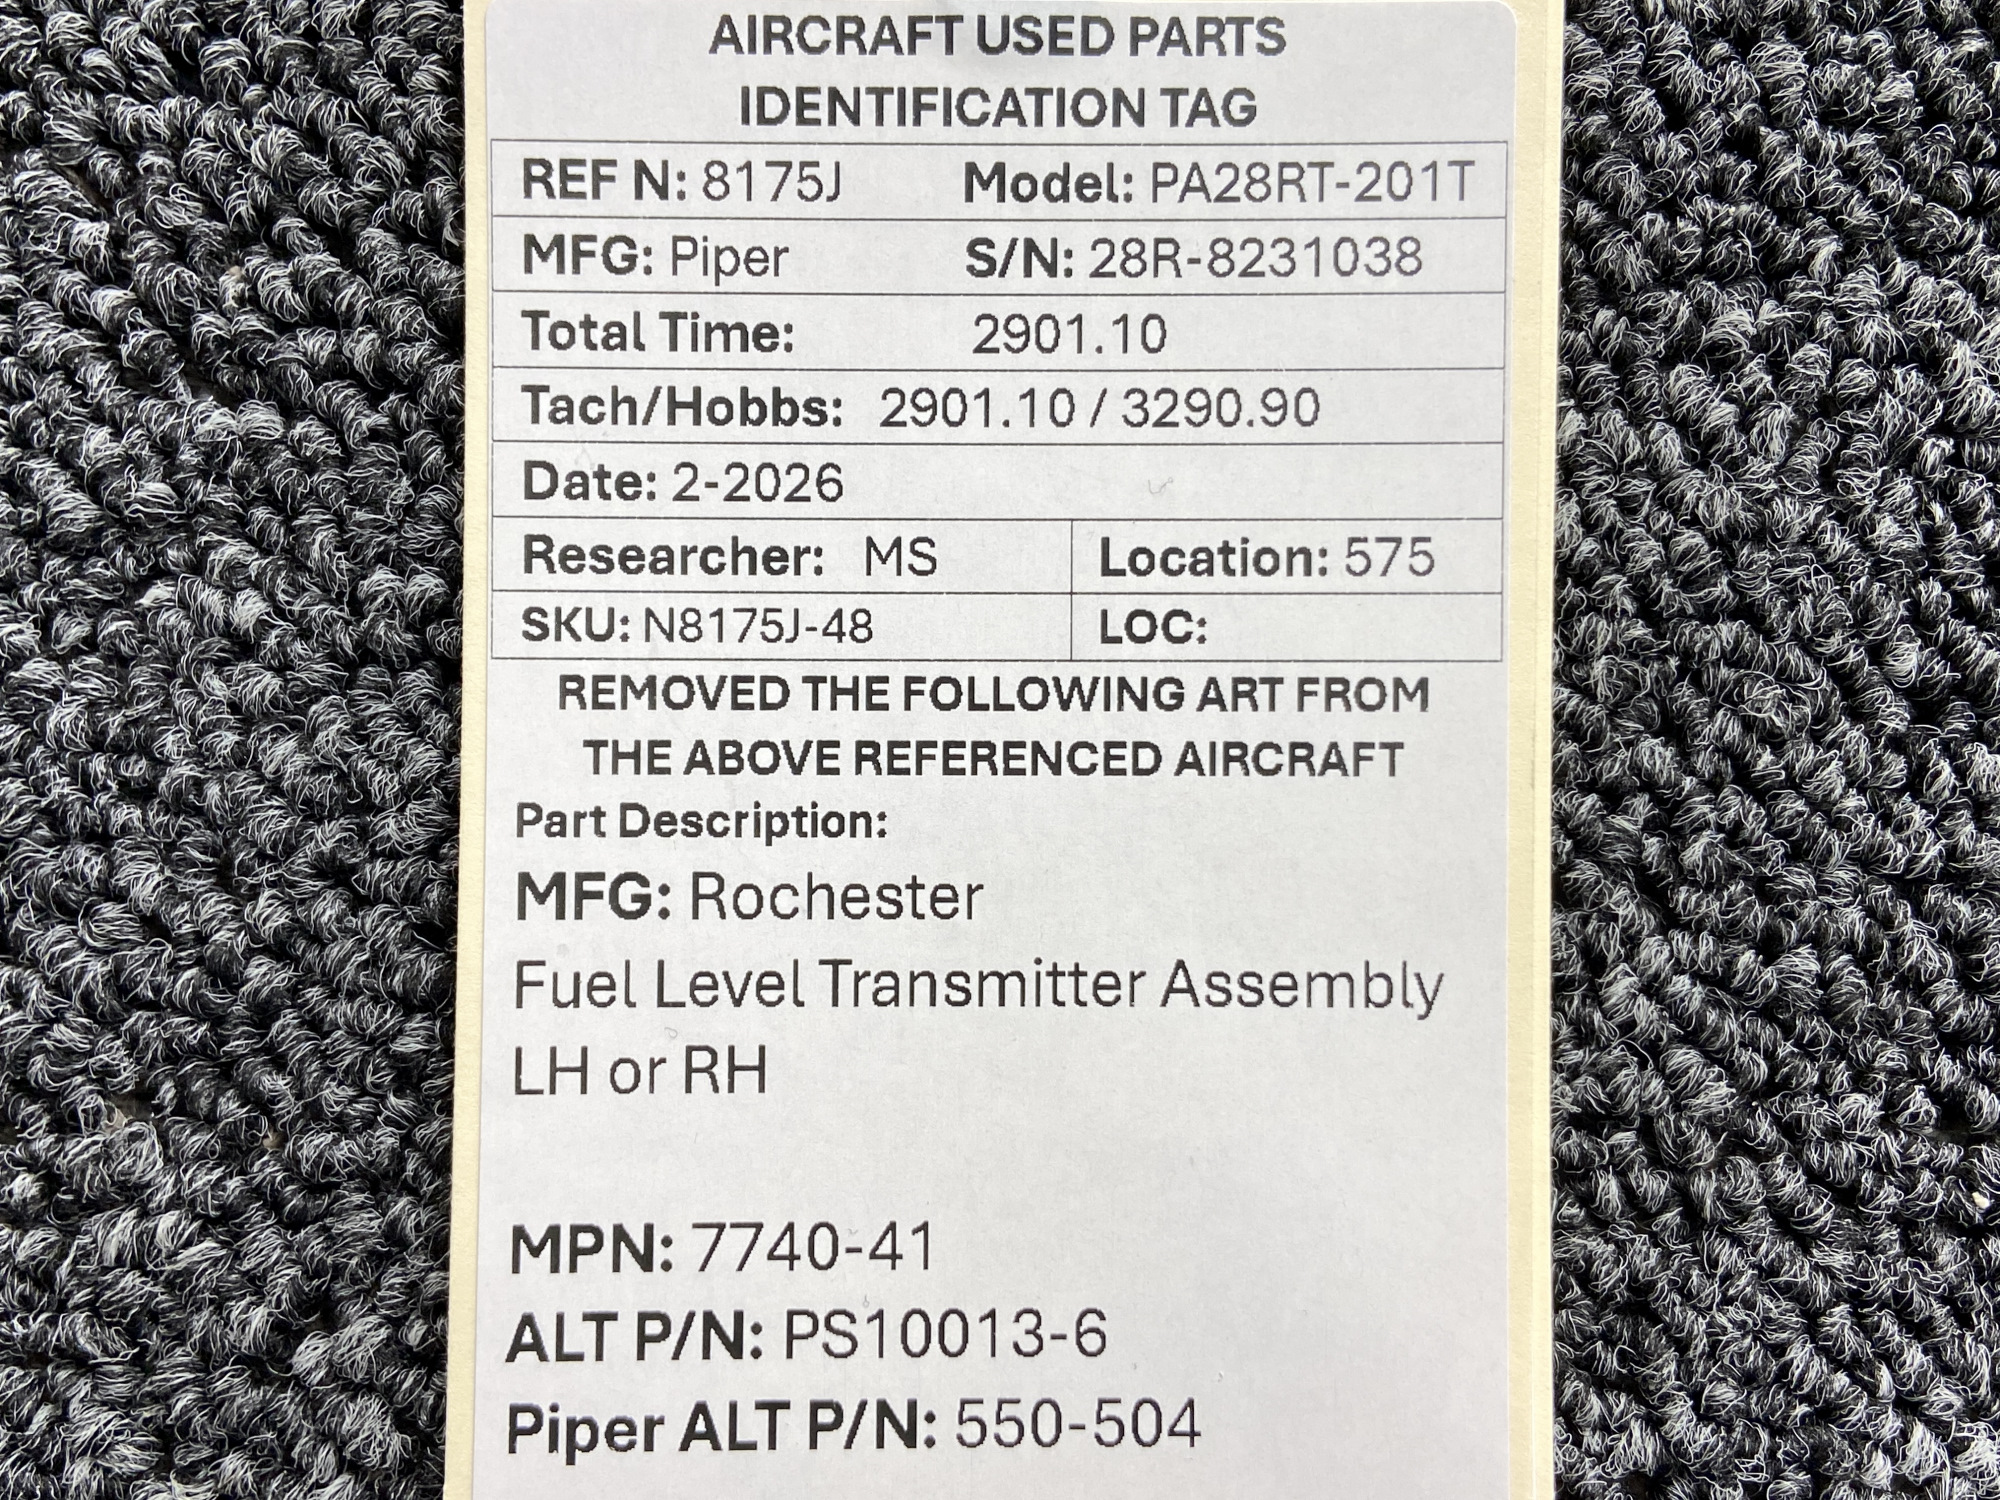 AIRCRAFT USED PARTS
IDENTIFICATION TAG
REF N: 8175J Model: PA28RT-201T
MFG: Piper S/N: 28R-8231038
Total Time: 2901.10
Tach/Hobbs: 2901.10 / 3290.90
Date: 2-2026
Researcher: MS Location: 575
SKU: N8175J-48 LOC:
REMOVED THE FOLLOWING ART FROM
THE ABOVE REFERENCED AIRCRAFT
Part Description:
MFG: Rochester
Fuel Level Transmitter Assembly
LH or RH
MPN: 7740-41
ALT P/N: PS10013-6
Piper ALT P/N: 550-504